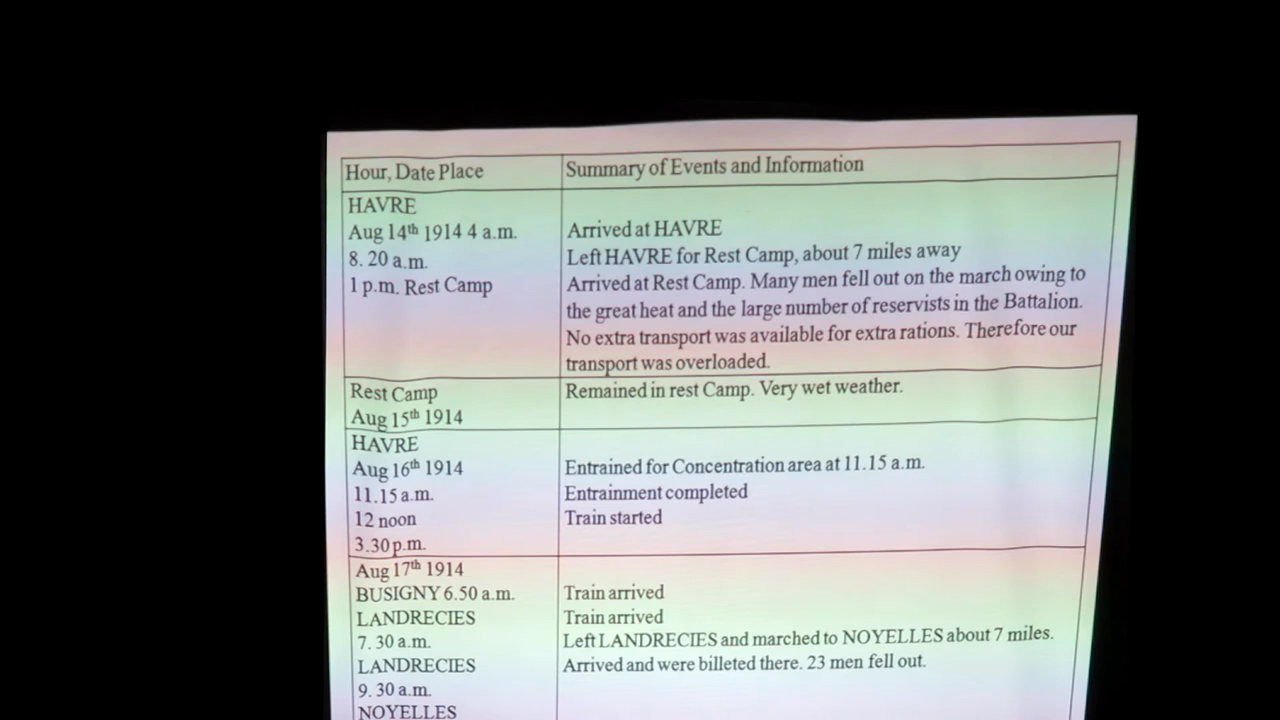 Hour, Date Place
Summary of Events and Information
HAVRE
Aug 14th 1914 4 a.m.
Arrived at HAVRE
8. 20 a.m.
Left HAVRE for Rest Camp, about 7 miles away
1 p.m. Rest Camp
Arrived at Rest Camp. Many men fell out on the march owing to
the great heat and the large number of reservists in the Battalion.
No extra transport was available for extra rations. Therefore our
transport was overloaded.
Rest Camp
Remained in rest Camp. Very wet weather.
Aug 15th 1914
HAVRE
Aug 16th 1914
Entrained for Concentration area at 11.15 a.m.
11.15 a.m.
Entrainment completed
12 noon
Train started
3.30 p.m.
Aug 17th 1914
BUSIGNY 6.50 a.m.
Train arrived
LANDRECIES
Train arrived
7. 30 a.m.
Left LANDRECIES and marched to NOYELLES about 7 miles.
LANDRECIES
Arrived and were billeted there. 23 men fell out.
9. 30 a.m.
NOYELLES